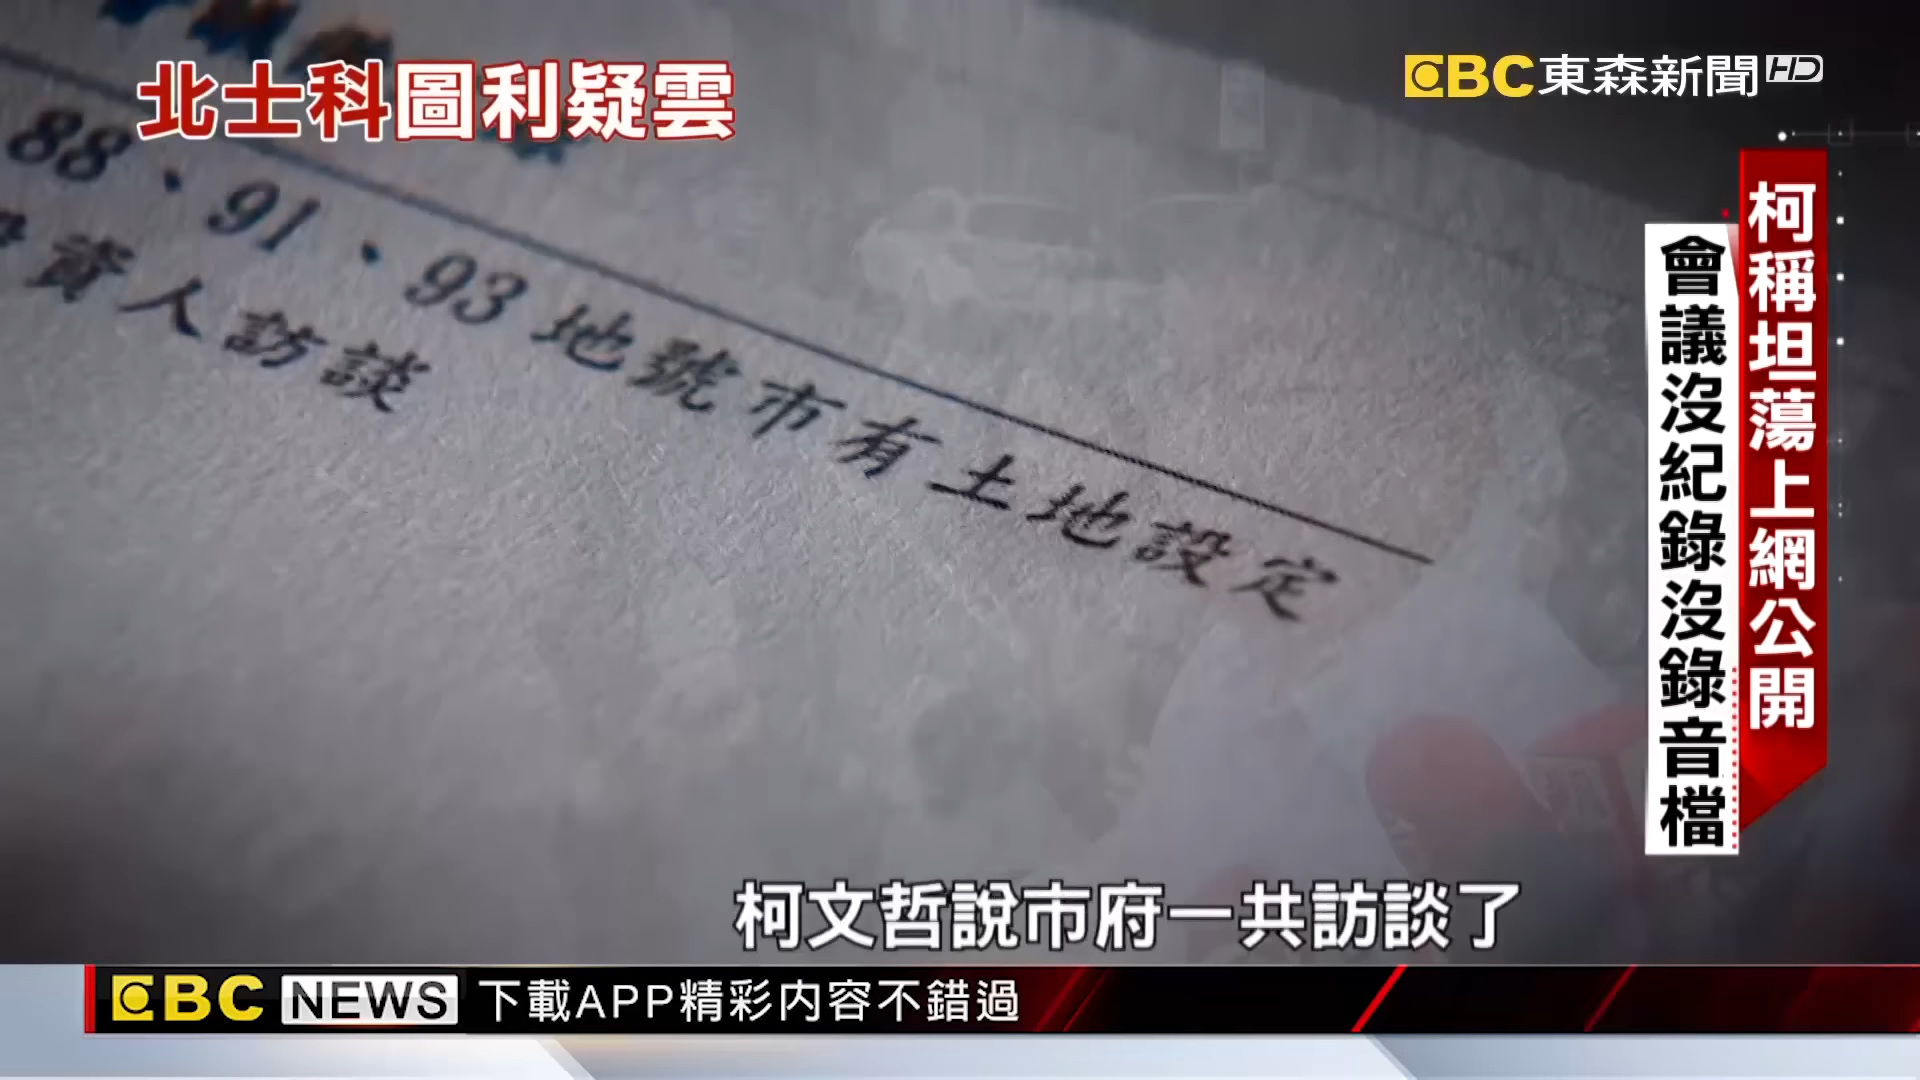 北士科圖利疑雲
EBC東森新聞HD
柯稱坦蕩上網公開
會議沒紀錄沒錄音檔
88、91、93地號市有土地設定
資人訪談
柯文哲說市府一共訪談了
EBC NEWS 下載APP精彩內容不錯過